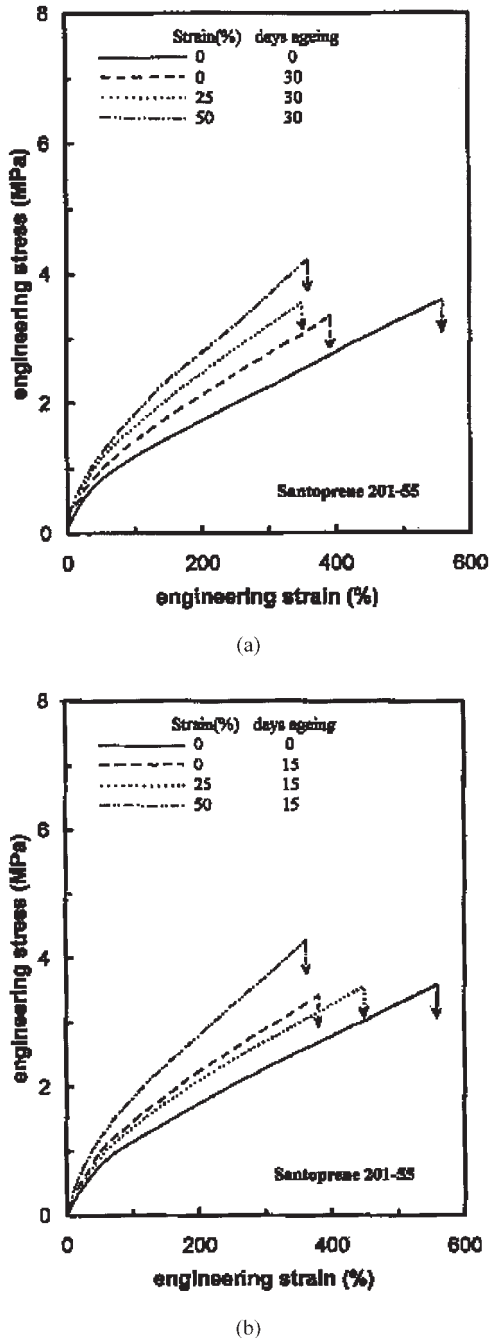 8
6
4
2
0
engineering stress (MPa)
Strain(%) days ageing
0 0
0 30
25 30
50 30
Santoprene 201-55
0 200 400 600
engineering strain (%)
(a)
8
6
4
2
0
engineering stress (MPa)
Strain(%) days ageing
0 0
0 15
25 15
50 15
Santoprene 201-55
0 200 400 600
engineering strain (%)
(b)